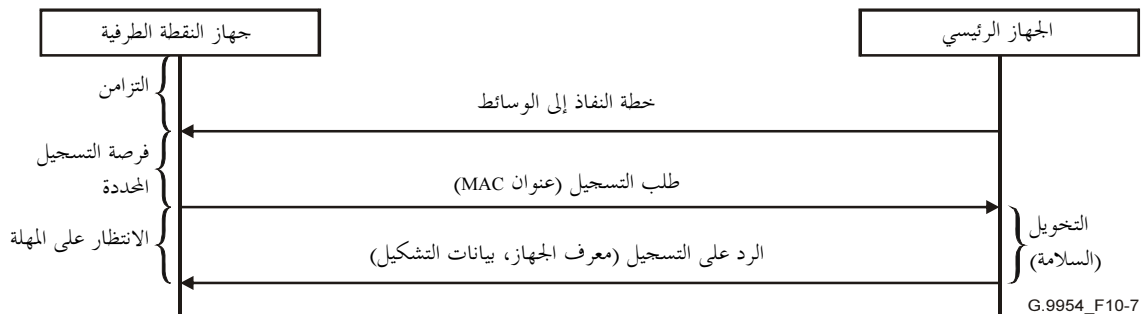 جهاز النقطة الطرفية
الجهاز الرئيسي
التزامن
خطة النفاذ إلى الوسائط
فرصة التسجيل
المحددة
طلب التسجيل (عنوان MAC)
الانتظار على المهلة
الرد على التسجيل (معرف الجهاز، بيانات التشكيل)
التخويل
(السلامة)
G.9954_F10-7